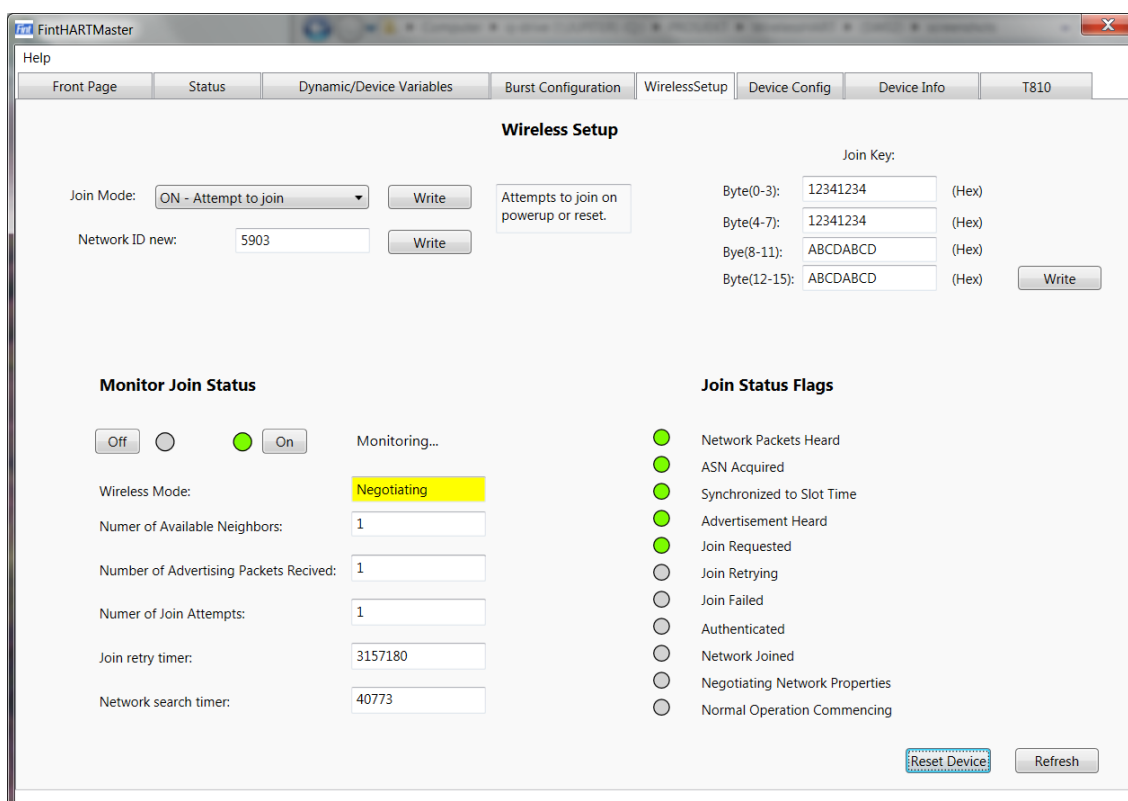 Fint FintHARTMaster
Help
Front Page Status Dynamic/Device Variables Burst Configuration WirelessSetup Device Config Device Info T810
Wireless Setup
Join Key:
Join Mode: ON - Attempt to join Write
Attempts to join on
powerup or reset.
Network ID new: 5903 Write
Byte(0-3): 12341234 (Hex)
Byte(4-7): 12341234 (Hex)
Bye(8-11): ABCDABCD (Hex)
Byte(12-15): ABCDABCD (Hex) Write
Monitor Join Status
Off On Monitoring...
Wireless Mode: Negotiating
Numer of Available Neighbors: 1
Number of Advertising Packets Recived: 1
Numer of Join Attempts: 1
Join retry timer: 3157180
Network search timer: 40773
Join Status Flags
Network Packets Heard
ASN Acquired
Synchronized to Slot Time
Advertisement Heard
Join Requested
Join Retrying
Join Failed
Authenticated
Network Joined
Negotiating Network Properties
Normal Operation Commencing
Reset Device Refresh